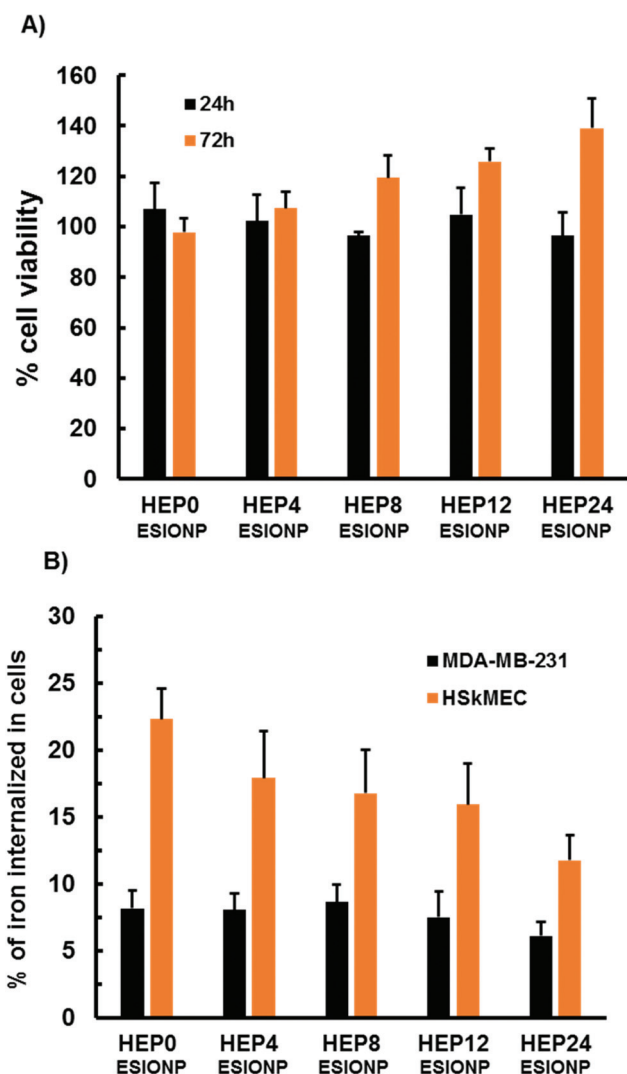 A)
% cell viability
160
140
120
100
80
60
40
20
0
24h
72h
HEP0 HEP4 HEP8 HEP12 HEP24
ESIONP ESIONP ESIONP ESIONP ESIONP
B)
% of iron internalized in cells
30
25
20
15
10
5
0
MDA-MB-231
HSkMEC
HEP0 HEP4 HEP8 HEP12 HEP24
ESIONP ESIONP ESIONP ESIONP ESIONP